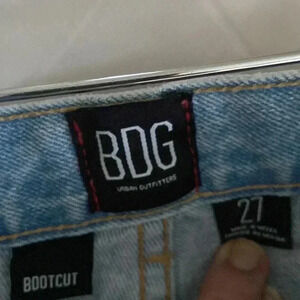 BDG
URBAN OUTFITTERS
27
BOOTCUT